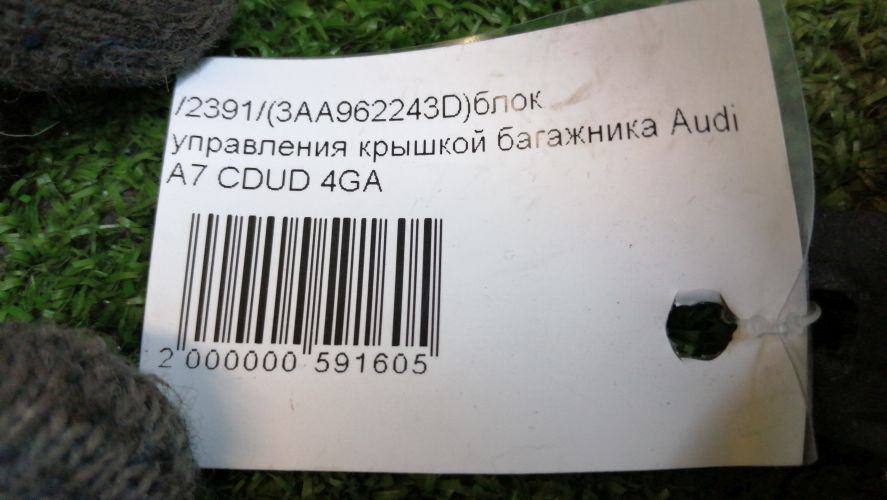 /2391/(3AA962243D)блок
управления крышкой багажника Audi
A7 CDUD 4GA
2 000000 591605